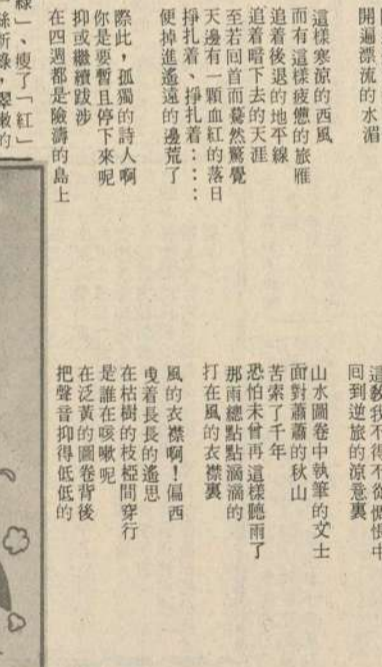 開遍漂流的水湄
這樣寒涼的西風
而有這樣疲憊的旅雁
追着後退的地平線
追着暗下去的天涯
至若回首而驀然驚覺
天邊有一顆血紅的落日
掙扎着、掙扎着……
便掉進遙遠的邊荒了
際此,孤獨的詩人啊
你是要暫且停下來呢
抑或繼續跋涉
在四週都是險濤的島上
綠」、瘦了「紅」
絲新綠,翠嫩的
這教我不得不從惝恍中
回到逆旅的涼意裏
山水圖卷中執筆的文士
面對蕭蕭的秋山
苦索了千年
恐怕未曾再這樣聽雨了
那雨總點點滴滴的
打在風的衣襟裏
風的衣襟啊!偏西
曳着長長的遙思
在枯樹的枝椏間穿行
是誰在咳嗽呢
在泛黃的圖卷背後
把聲音抑得低低的